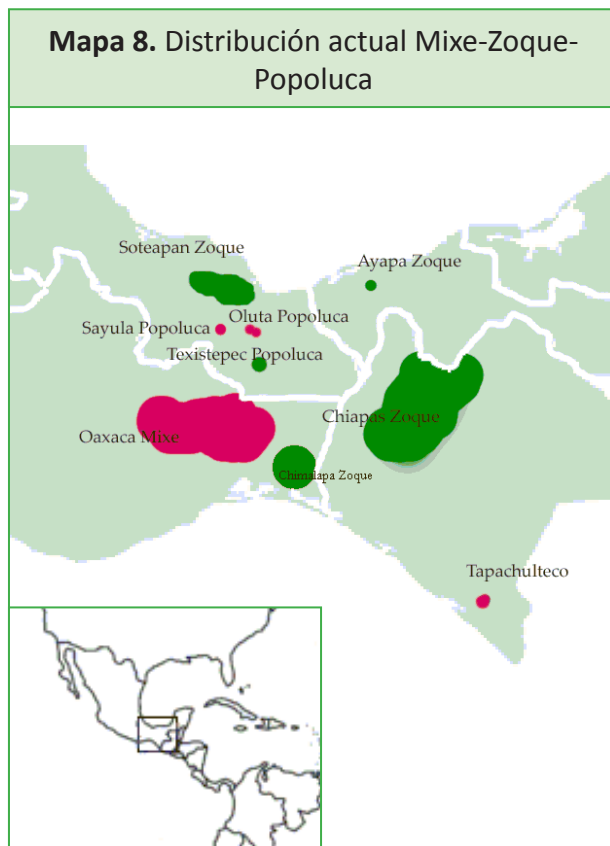 Mapa 8. Distribución actual Mixe-Zoque-
Popoluca
Soteapan Zoque
Ayapa Zoque
Oluta Popoluca
Sayula Popoluca
Texistepec Popoluca
Chiapas Zoque
Oaxaca Mixe
Chimalapa Zoque
Tapachulteco